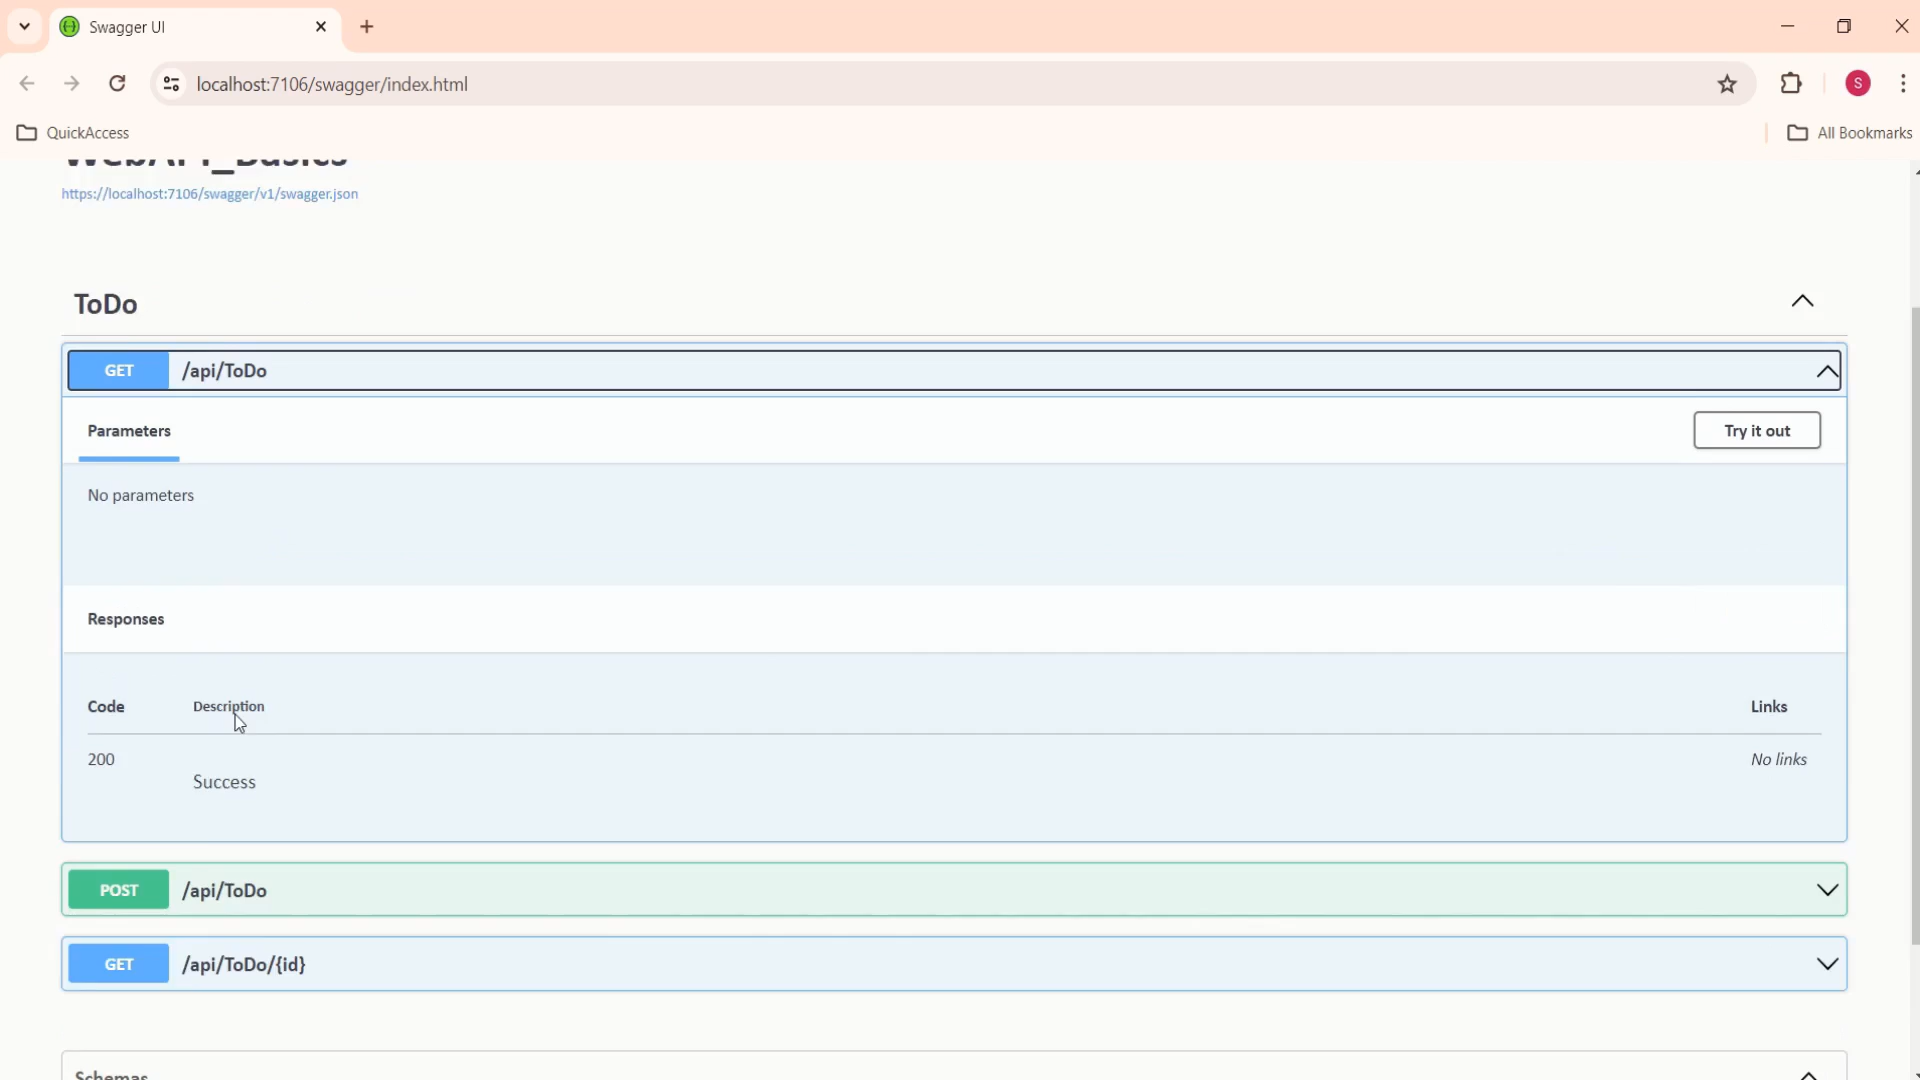 Swagger UI
localhost:7106/swagger/index.html
S
QuickAccess
All Bookmarks
WebAPI_Basics
https://localhost:7106/swagger/v1/swagger.json
ToDo
GET /api/ToDo
Parameters
Try it out
No parameters
Responses
Code Description Links
200 No links
Success
POST /api/ToDo
GET /api/ToDo/{id}
Schemas